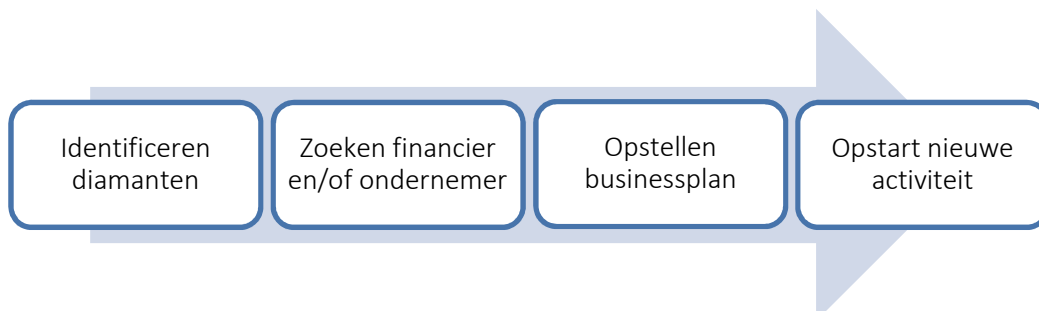 Identificeren
diamanten
Zoeken financier
en/of ondernemer
Opstellen
businessplan
Opstart nieuwe
activiteit